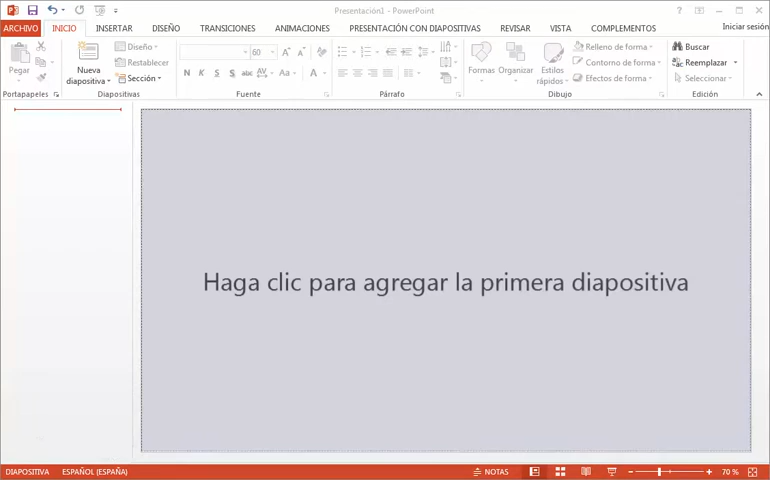 Presentación1 - PowerPoint
ARCHIVO INICIO INSERTAR DISEÑO TRANSICIONES ANIMACIONES PRESENTACIÓN CON DIAPOSITIVAS REVISAR VISTA COMPLEMENTOS Iniciar sesión
Pegar
Portapapeles
Nueva diapositiva
Diseño
Restablecer
Sección
Diapositivas
60
N K S S abc AV Aa A
Fuente
Párrafo
Formas
Organizar
Estilos rápidos
Relleno de forma
Contorno de forma
Efectos de forma
Dibujo
Buscar
Reemplazar
Seleccionar
Edición
Haga clic para agregar la primera diapositiva
DIAPOSITIVA ESPAÑOL (ESPAÑA) NOTAS 70 %